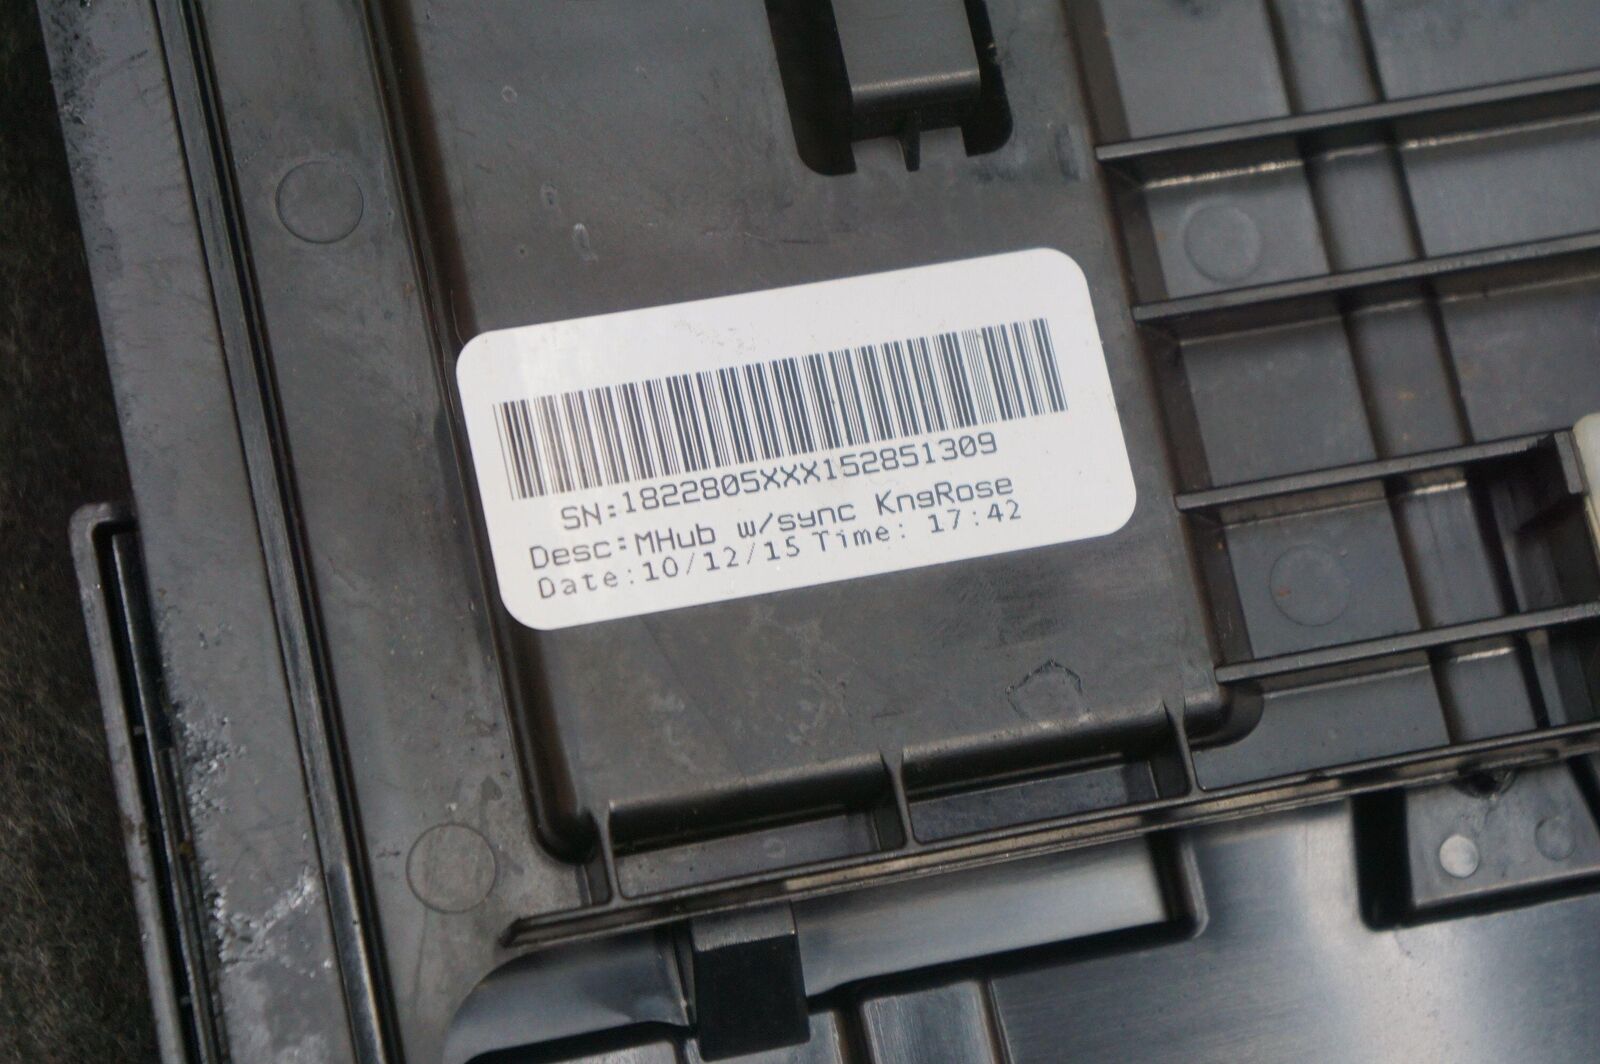 SN:1822805XXX152851309
Desc:MHub w/sync KngRose
Date:10/12/15 Time: 17:42